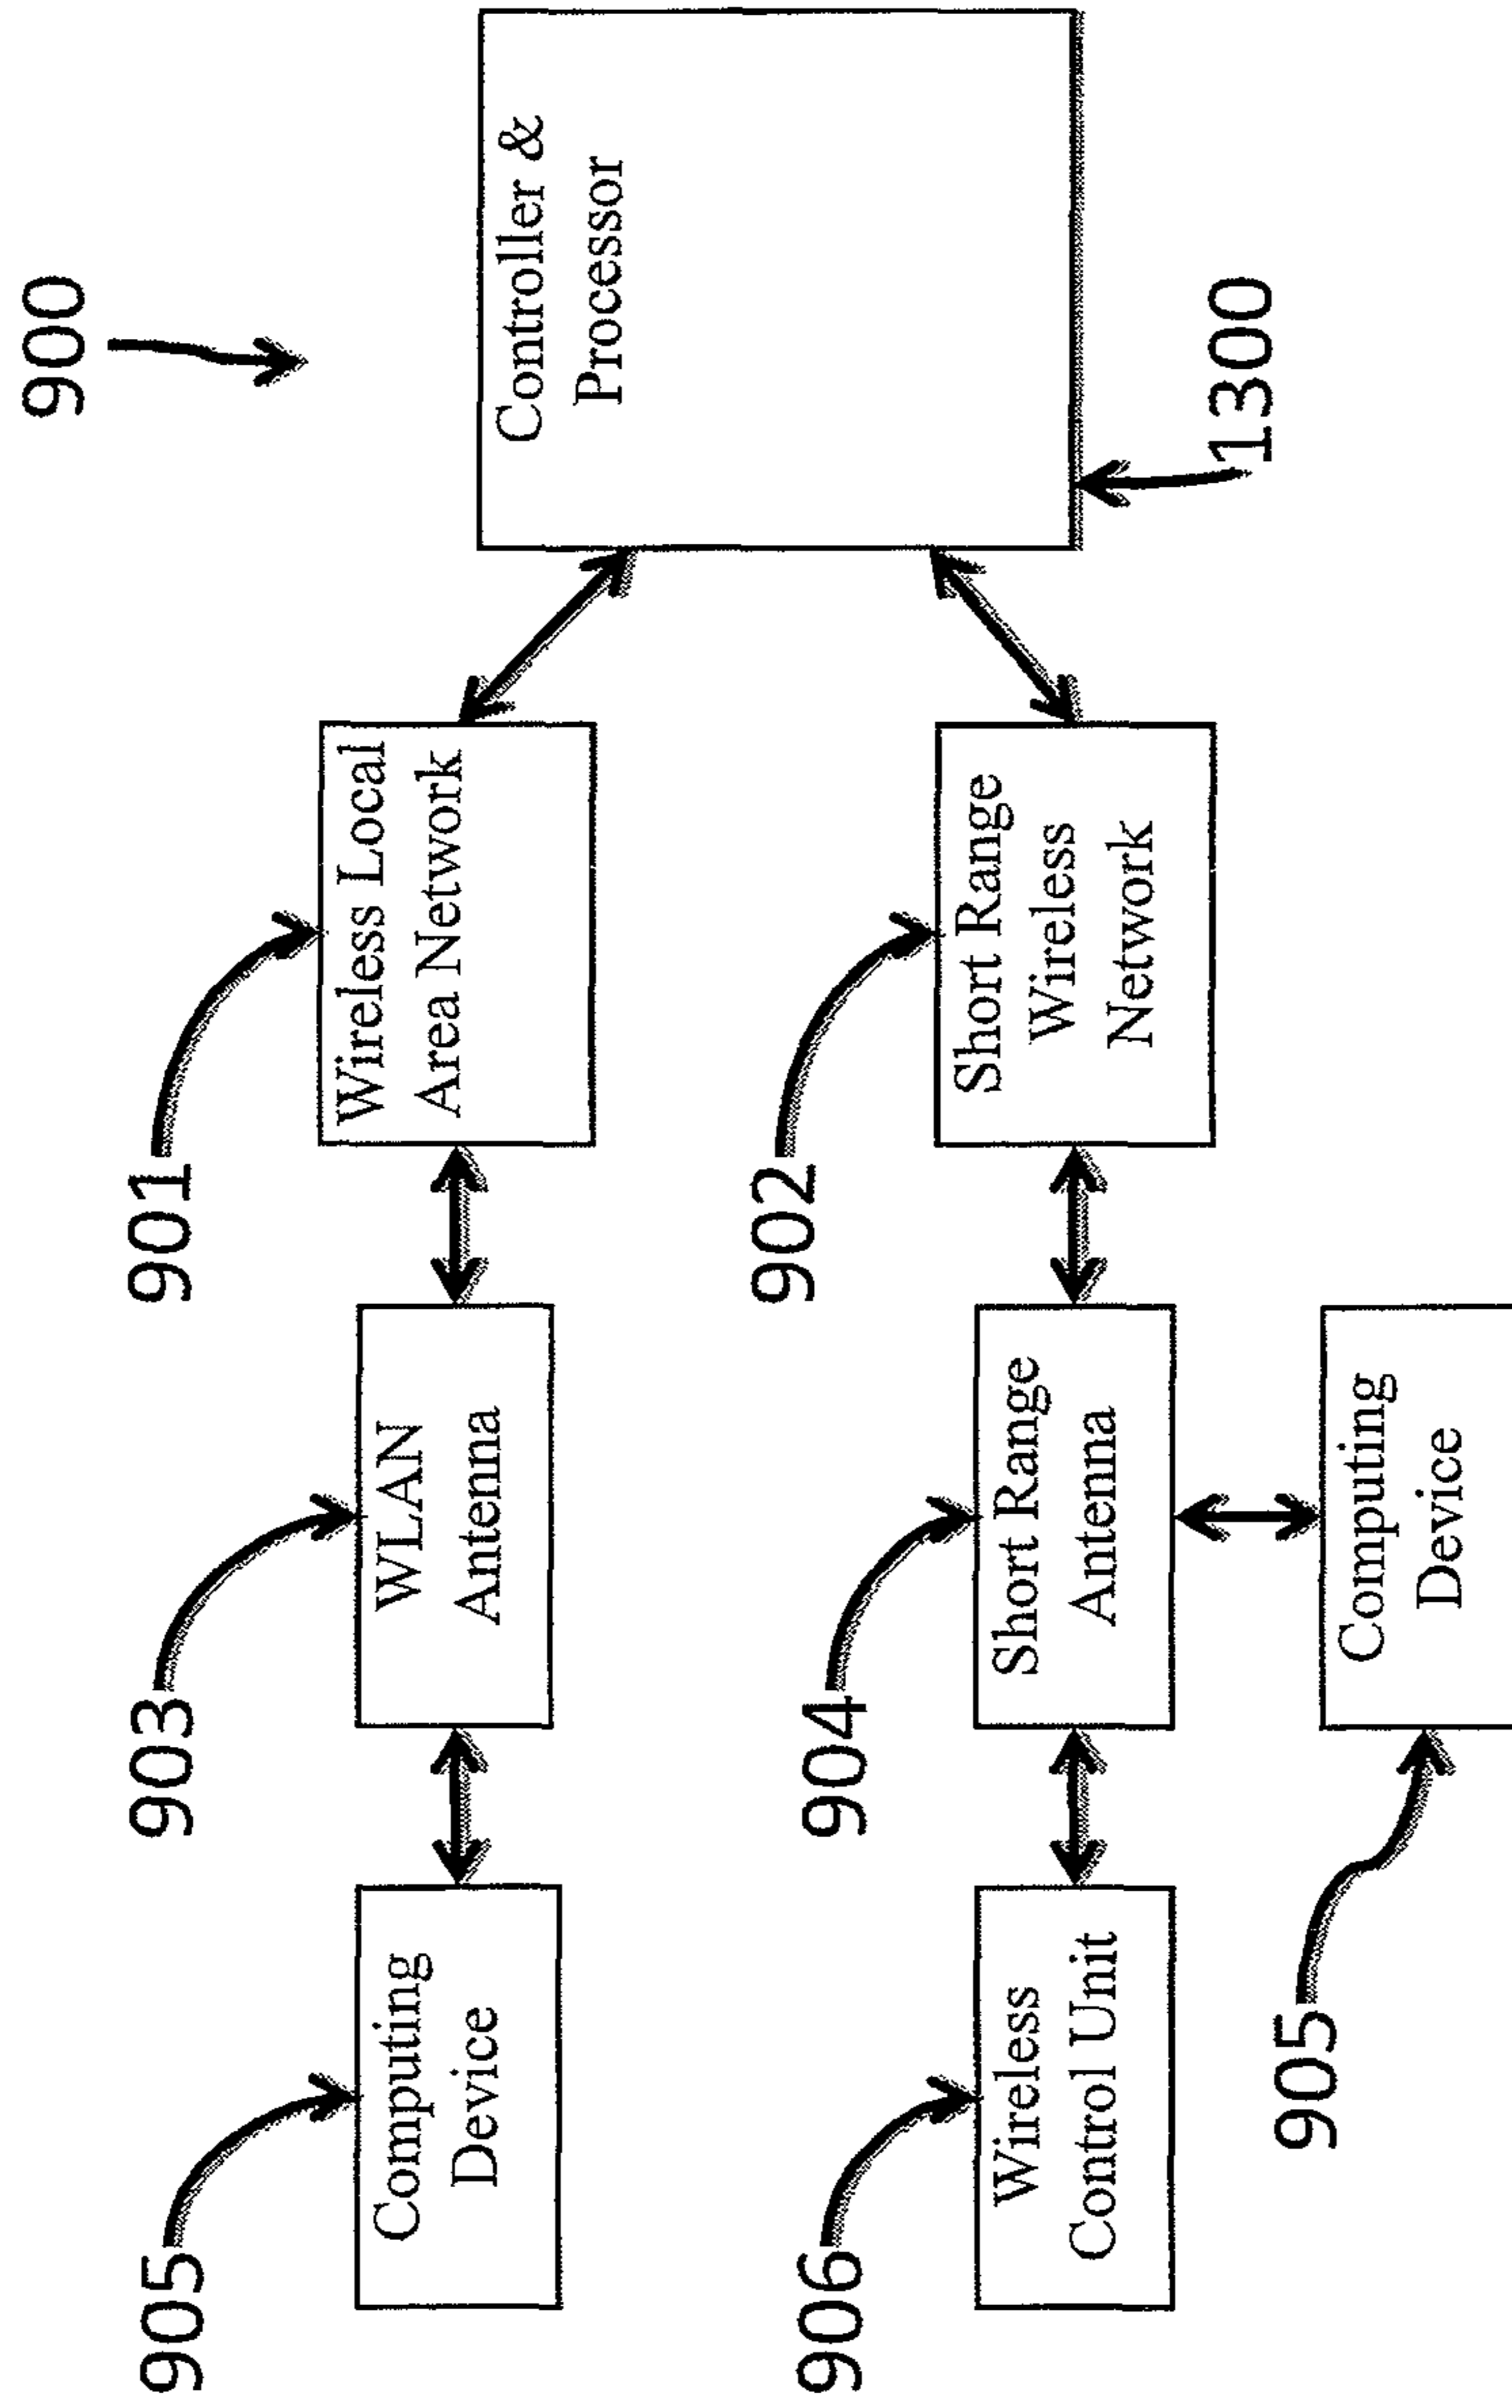 900
901
Wireless Local
Area Network
Controller &
Processor
903
WLAN
Antenna
905
Computing
Device
902
Short Range
Wireless
Network
1300
904
Short Range
Antenna
906
Wireless
Control Unit
905
Computing
Device